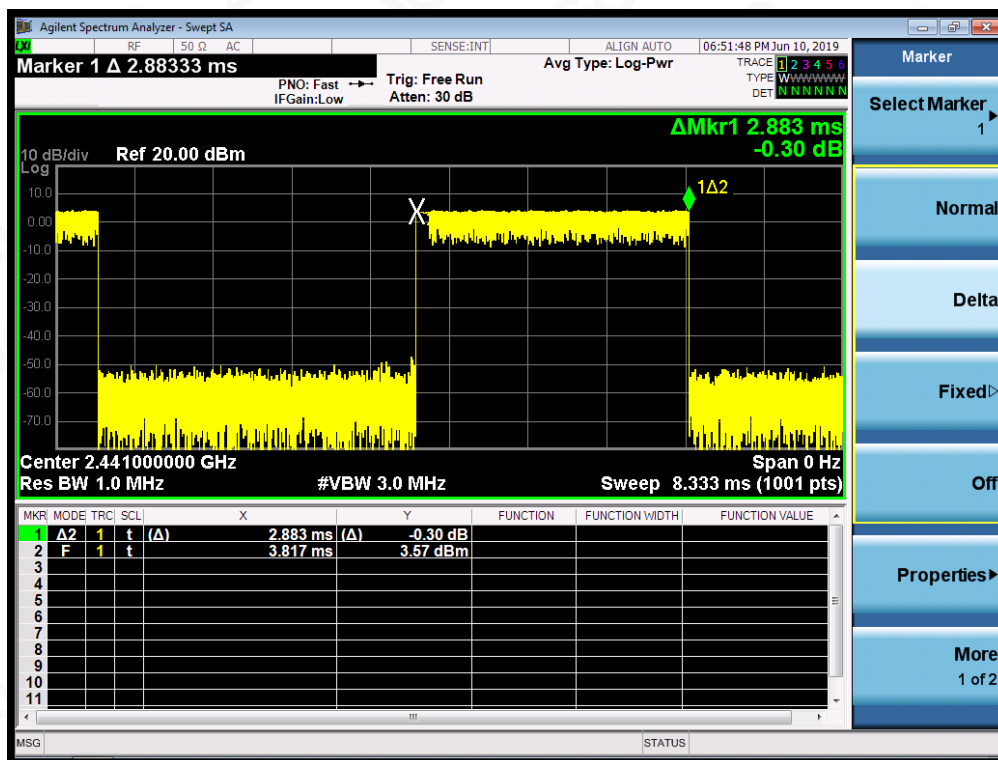 Agilent Spectrum Analyzer - Swept SA
LXI RF 50 Ω AC SENSE:INT ALIGN AUTO 06:51:48 PM Jun 10, 2019
Marker 1 Δ 2.88333 ms
PNO: Fast
IFGain:Low
Trig: Free Run
Atten: 30 dB
Avg Type: Log-Pwr
TRACE 1 2 3 4 5 6
TYPE WWWWWWW
DET N N N N N N
ΔMkr1 2.883 ms
-0.30 dB
10 dB/div Ref 20.00 dBm
Log
10.0
0.00
-10.0
-20.0
-30.0
-40.0
-50.0
-60.0
-70.0
X
1Δ2
Center 2.441000000 GHz Span 0 Hz
Res BW 1.0 MHz #VBW 3.0 MHz Sweep 8.333 ms (1001 pts)
MKR MODE TRC SCL X Y FUNCTION FUNCTION WIDTH FUNCTION VALUE
1 Δ2 1 t (Δ) 2.883 ms (Δ) -0.30 dB
2 F 1 t 3.817 ms 3.57 dBm
3
4
5
6
7
8
9
10
11
MSG STATUS
Marker
Select Marker
1
Normal
Delta
Fixed
Off
Properties
More
1 of 2